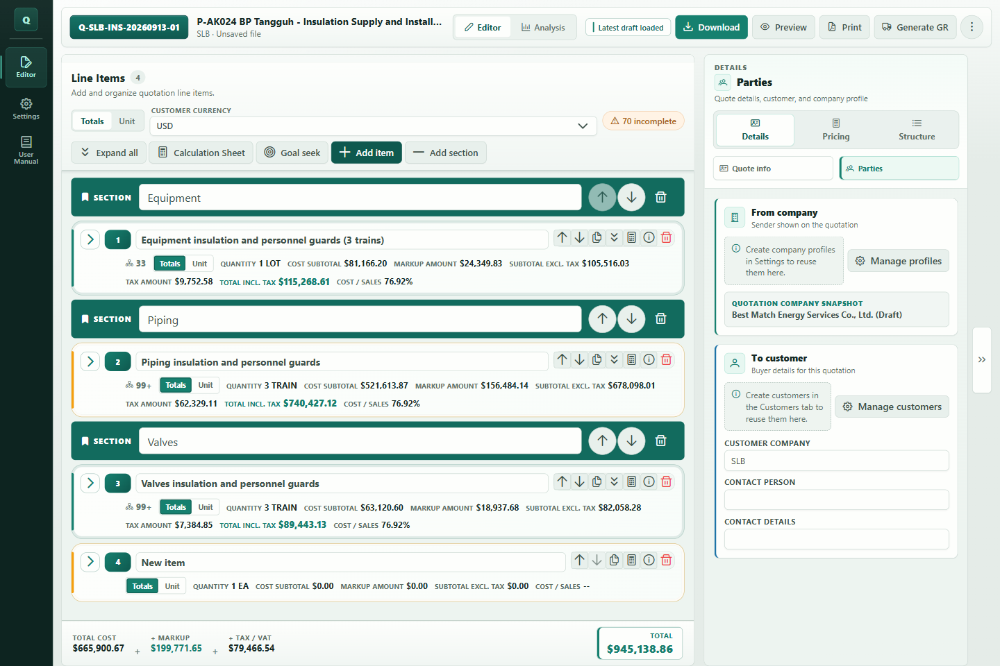 Q
Editor
Settings
User
Manual
Q-SLB-INS-20260913-01
P-AK024 BP Tangguh - Insulation Supply and Install...
SLB · Unsaved file
Editor
Analysis
Latest draft loaded
Download
Preview
Print
Generate GR
Line Items 4
Add and organize quotation line items.
Totals
Unit
CUSTOMER CURRENCY
USD
70 incomplete
Expand all
Calculation Sheet
Goal seek
Add item
Add section
SECTION
Equipment
1
Equipment insulation and personnel guards (3 trains)
33 Totals Unit QUANTITY 1 LOT COST SUBTOTAL $81,166.20 MARKUP AMOUNT $24,349.83 SUBTOTAL EXCL. TAX $105,516.03
TAX AMOUNT $9,752.58 TOTAL INCL. TAX $115,268.61 COST / SALES 76.92%
SECTION
Piping
2
Piping insulation and personnel guards
99+ Totals Unit QUANTITY 3 TRAIN COST SUBTOTAL $521,613.87 MARKUP AMOUNT $156,484.14 SUBTOTAL EXCL. TAX $678,098.01
TAX AMOUNT $62,329.11 TOTAL INCL. TAX $740,427.12 COST / SALES 76.92%
SECTION
Valves
3
Valves insulation and personnel guards
99+ Totals Unit QUANTITY 3 TRAIN COST SUBTOTAL $63,120.60 MARKUP AMOUNT $18,937.68 SUBTOTAL EXCL. TAX $82,058.28
TAX AMOUNT $7,384.85 TOTAL INCL. TAX $89,443.13 COST / SALES 76.92%
4
New item
Totals Unit QUANTITY 1 EA COST SUBTOTAL $0.00 MARKUP AMOUNT $0.00 SUBTOTAL EXCL. TAX $0.00 COST / SALES --
TOTAL COST
$665,900.67
+
+ MARKUP
$199,771.65
+
+ TAX / VAT
$79,466.54
TOTAL
$945,138.86
DETAILS
Parties
Quote details, customer, and company profile
Details
Pricing
Structure
Quote info
Parties
From company
Sender shown on the quotation
Create company profiles
in Settings to reuse
them here.
Manage profiles
QUOTATION COMPANY SNAPSHOT
Best Match Energy Services Co., Ltd. (Draft)
To customer
Buyer details for this quotation
Create customers in
the Customers tab to
reuse them here.
Manage customers
CUSTOMER COMPANY
SLB
CONTACT PERSON
CONTACT DETAILS